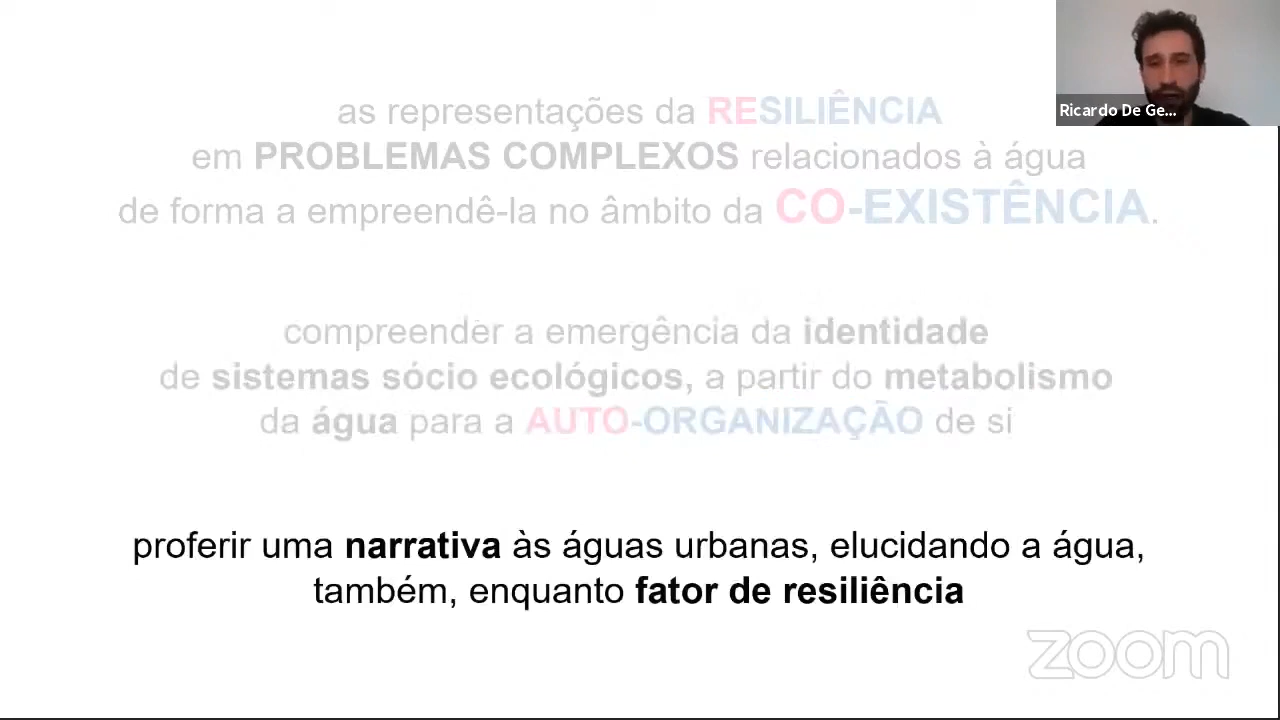 as representações da RESILIÊNCIA
em PROBLEMAS COMPLEXOS relacionados à água
de forma a empreendê-la no âmbito da CO-EXISTÊNCIA.
compreender a emergência da identidade
de sistemas sócio ecológicos, a partir do metabolismo
da água para a AUTO-ORGANIZAÇÃO de si
proferir uma narrativa às águas urbanas, elucidando a água,
também, enquanto fator de resiliência
Ricardo De Ge...
zoom